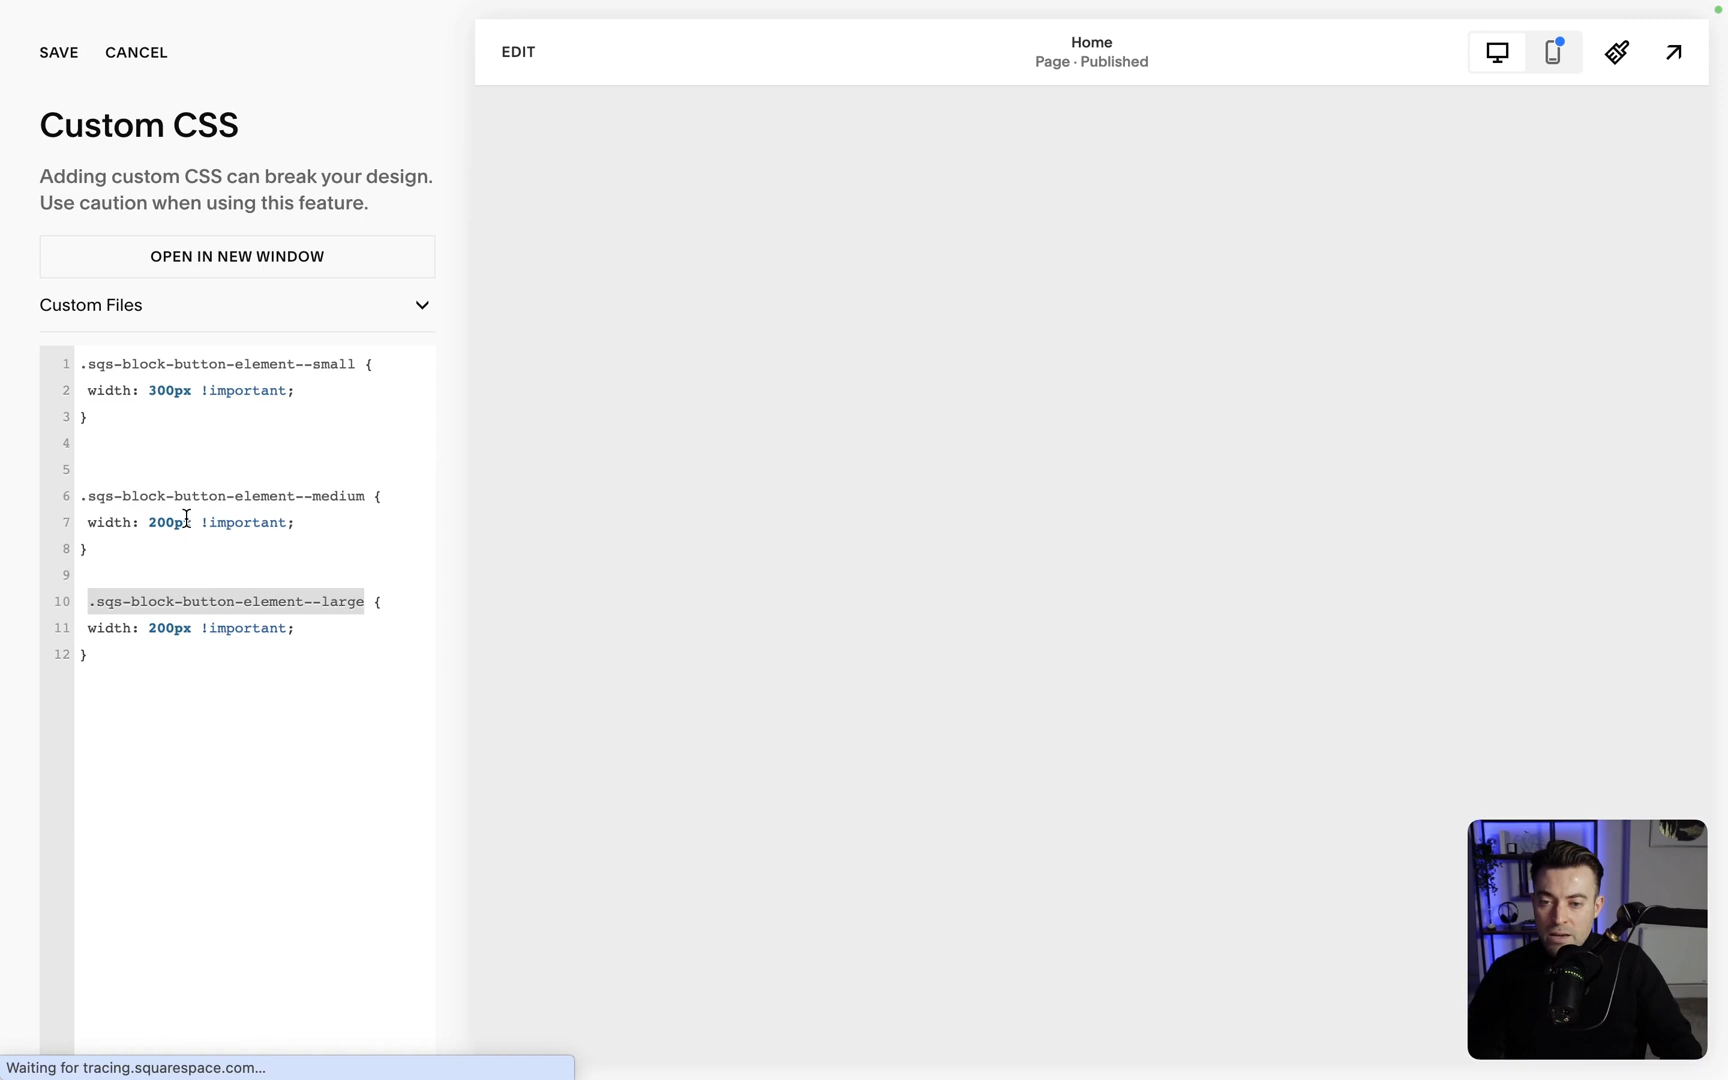 SAVE CANCEL
EDIT
Home
Page · Published
Custom CSS
Adding custom CSS can break your design.
Use caution when using this feature.
OPEN IN NEW WINDOW
Custom Files
1 .sqs-block-button-element--small {
2 width: 300px !important;
3 }
4
5
6 .sqs-block-button-element--medium {
7 width: 200px !important;
8 }
9
10 .sqs-block-button-element--large {
11 width: 200px !important;
12 }
Waiting for tracing.squarespace.com...